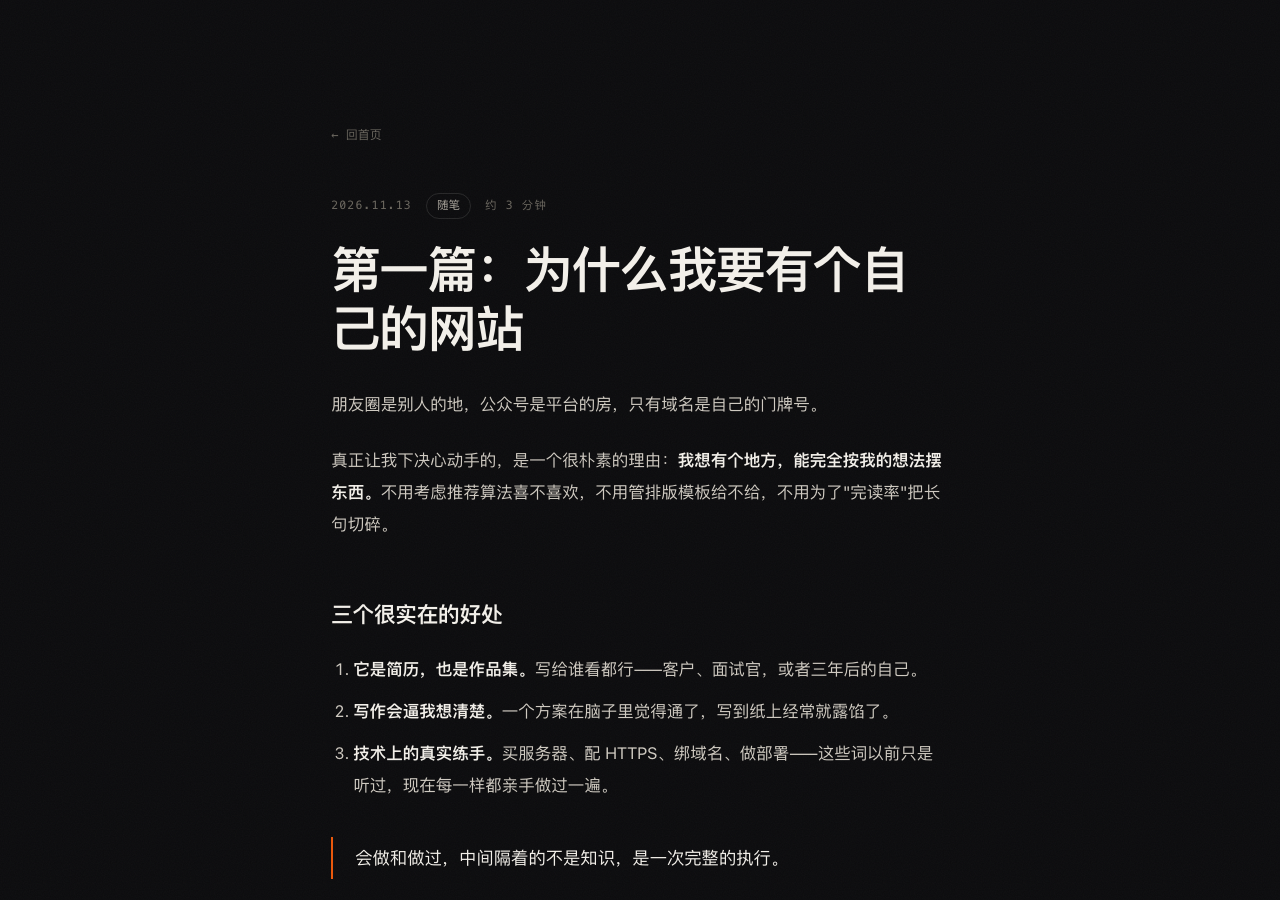 ← 回首页
2026.11.13 随笔 约 3 分钟
第一篇：为什么我要有个自
己的网站
朋友圈是别人的地，公众号是平台的房，只有域名是自己的门牌号。
真正让我下决心动手的，是一个很朴素的理由：我想有个地方，能完全按我的想法摆
东西。不用考虑推荐算法喜不喜欢，不用管排版模板给不给，不用为了"完读率"把长
句切碎。
三个很实在的好处
1. 它是简历，也是作品集。写给谁看都行——客户、面试官，或者三年后的自己。
2. 写作会逼我想清楚。一个方案在脑子里觉得通了，写到纸上经常就露馅了。
3. 技术上的真实练手。买服务器、配 HTTPS、绑域名、做部署——这些词以前只是
听过，现在每一样都亲手做过一遍。
会做和做过，中间隔着的不是知识，是一次完整的执行。